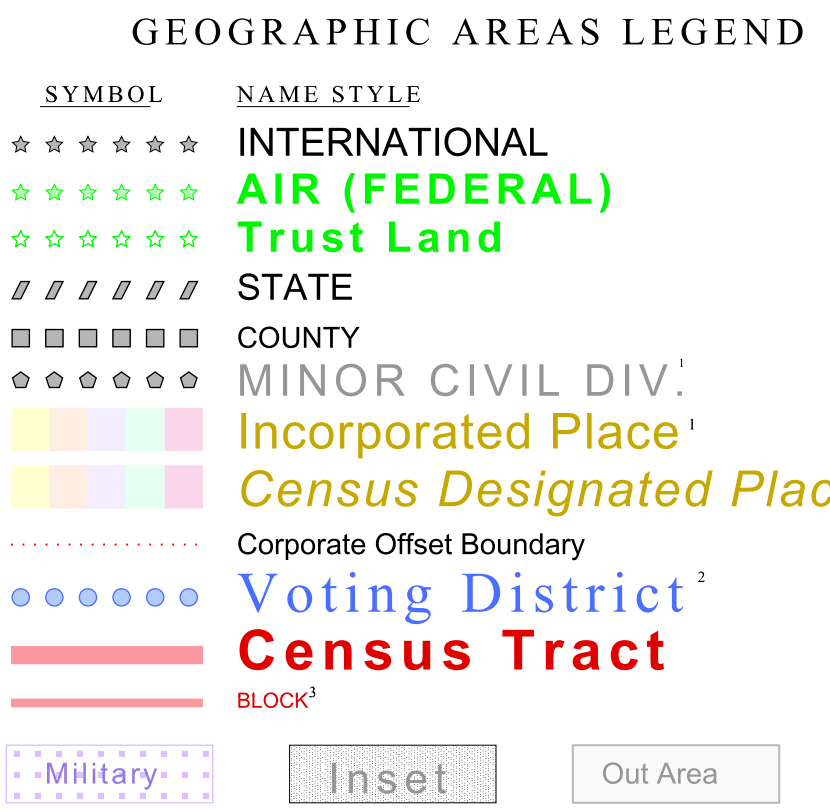 GEOGRAPHIC AREAS LEGEND
SYMBOL NAME STYLE
INTERNATIONAL
AIR (FEDERAL)
Trust Land
STATE
COUNTY
MINOR CIVIL DIV.¹
Incorporated Place ¹
Census Designated Plac
Corporate Offset Boundary
Voting District ²
Census Tract
BLOCK³
Military Inset Out Area